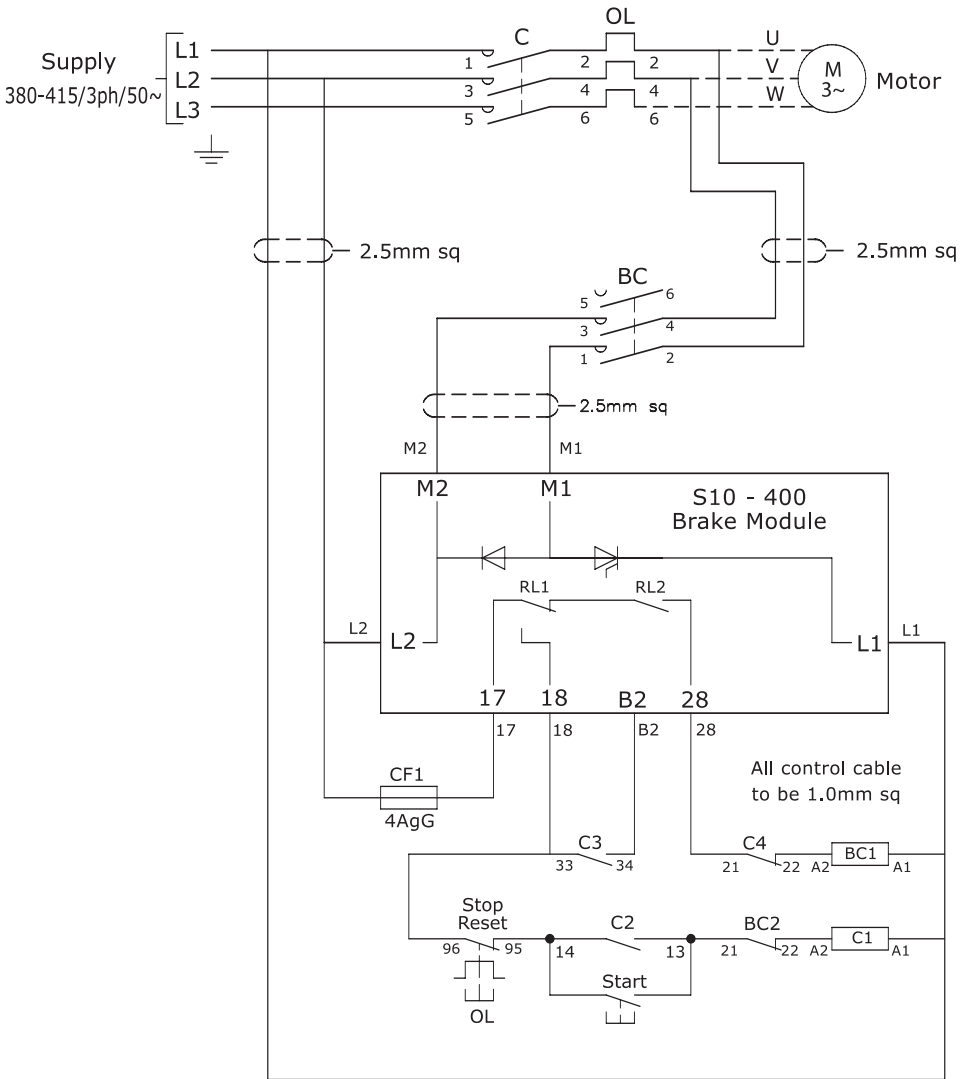 OL
C
U
L1
Supply
1
2
2
V
M
L2
3~
Motor
380-415/3ph/50~
3
4
4
W
L3
5
6
6
2.5mm sq
2.5mm sq
BC
5
6
3
4
1
2
2.5mm sq
M2
M1
M2
M1
S10 - 400
Brake Module
RL1
RL2
L2
L2
L1
L1
17
18
B2
28
17
18
B2
28
CF1
4AgG
All control cable
to be 1.0mm sq
C3
C4
33
34
21
22
A2
BC1
A1
Stop
Reset
C2
BC2
96
95
14
13
21
22
A2
C1
A1
Start
OL